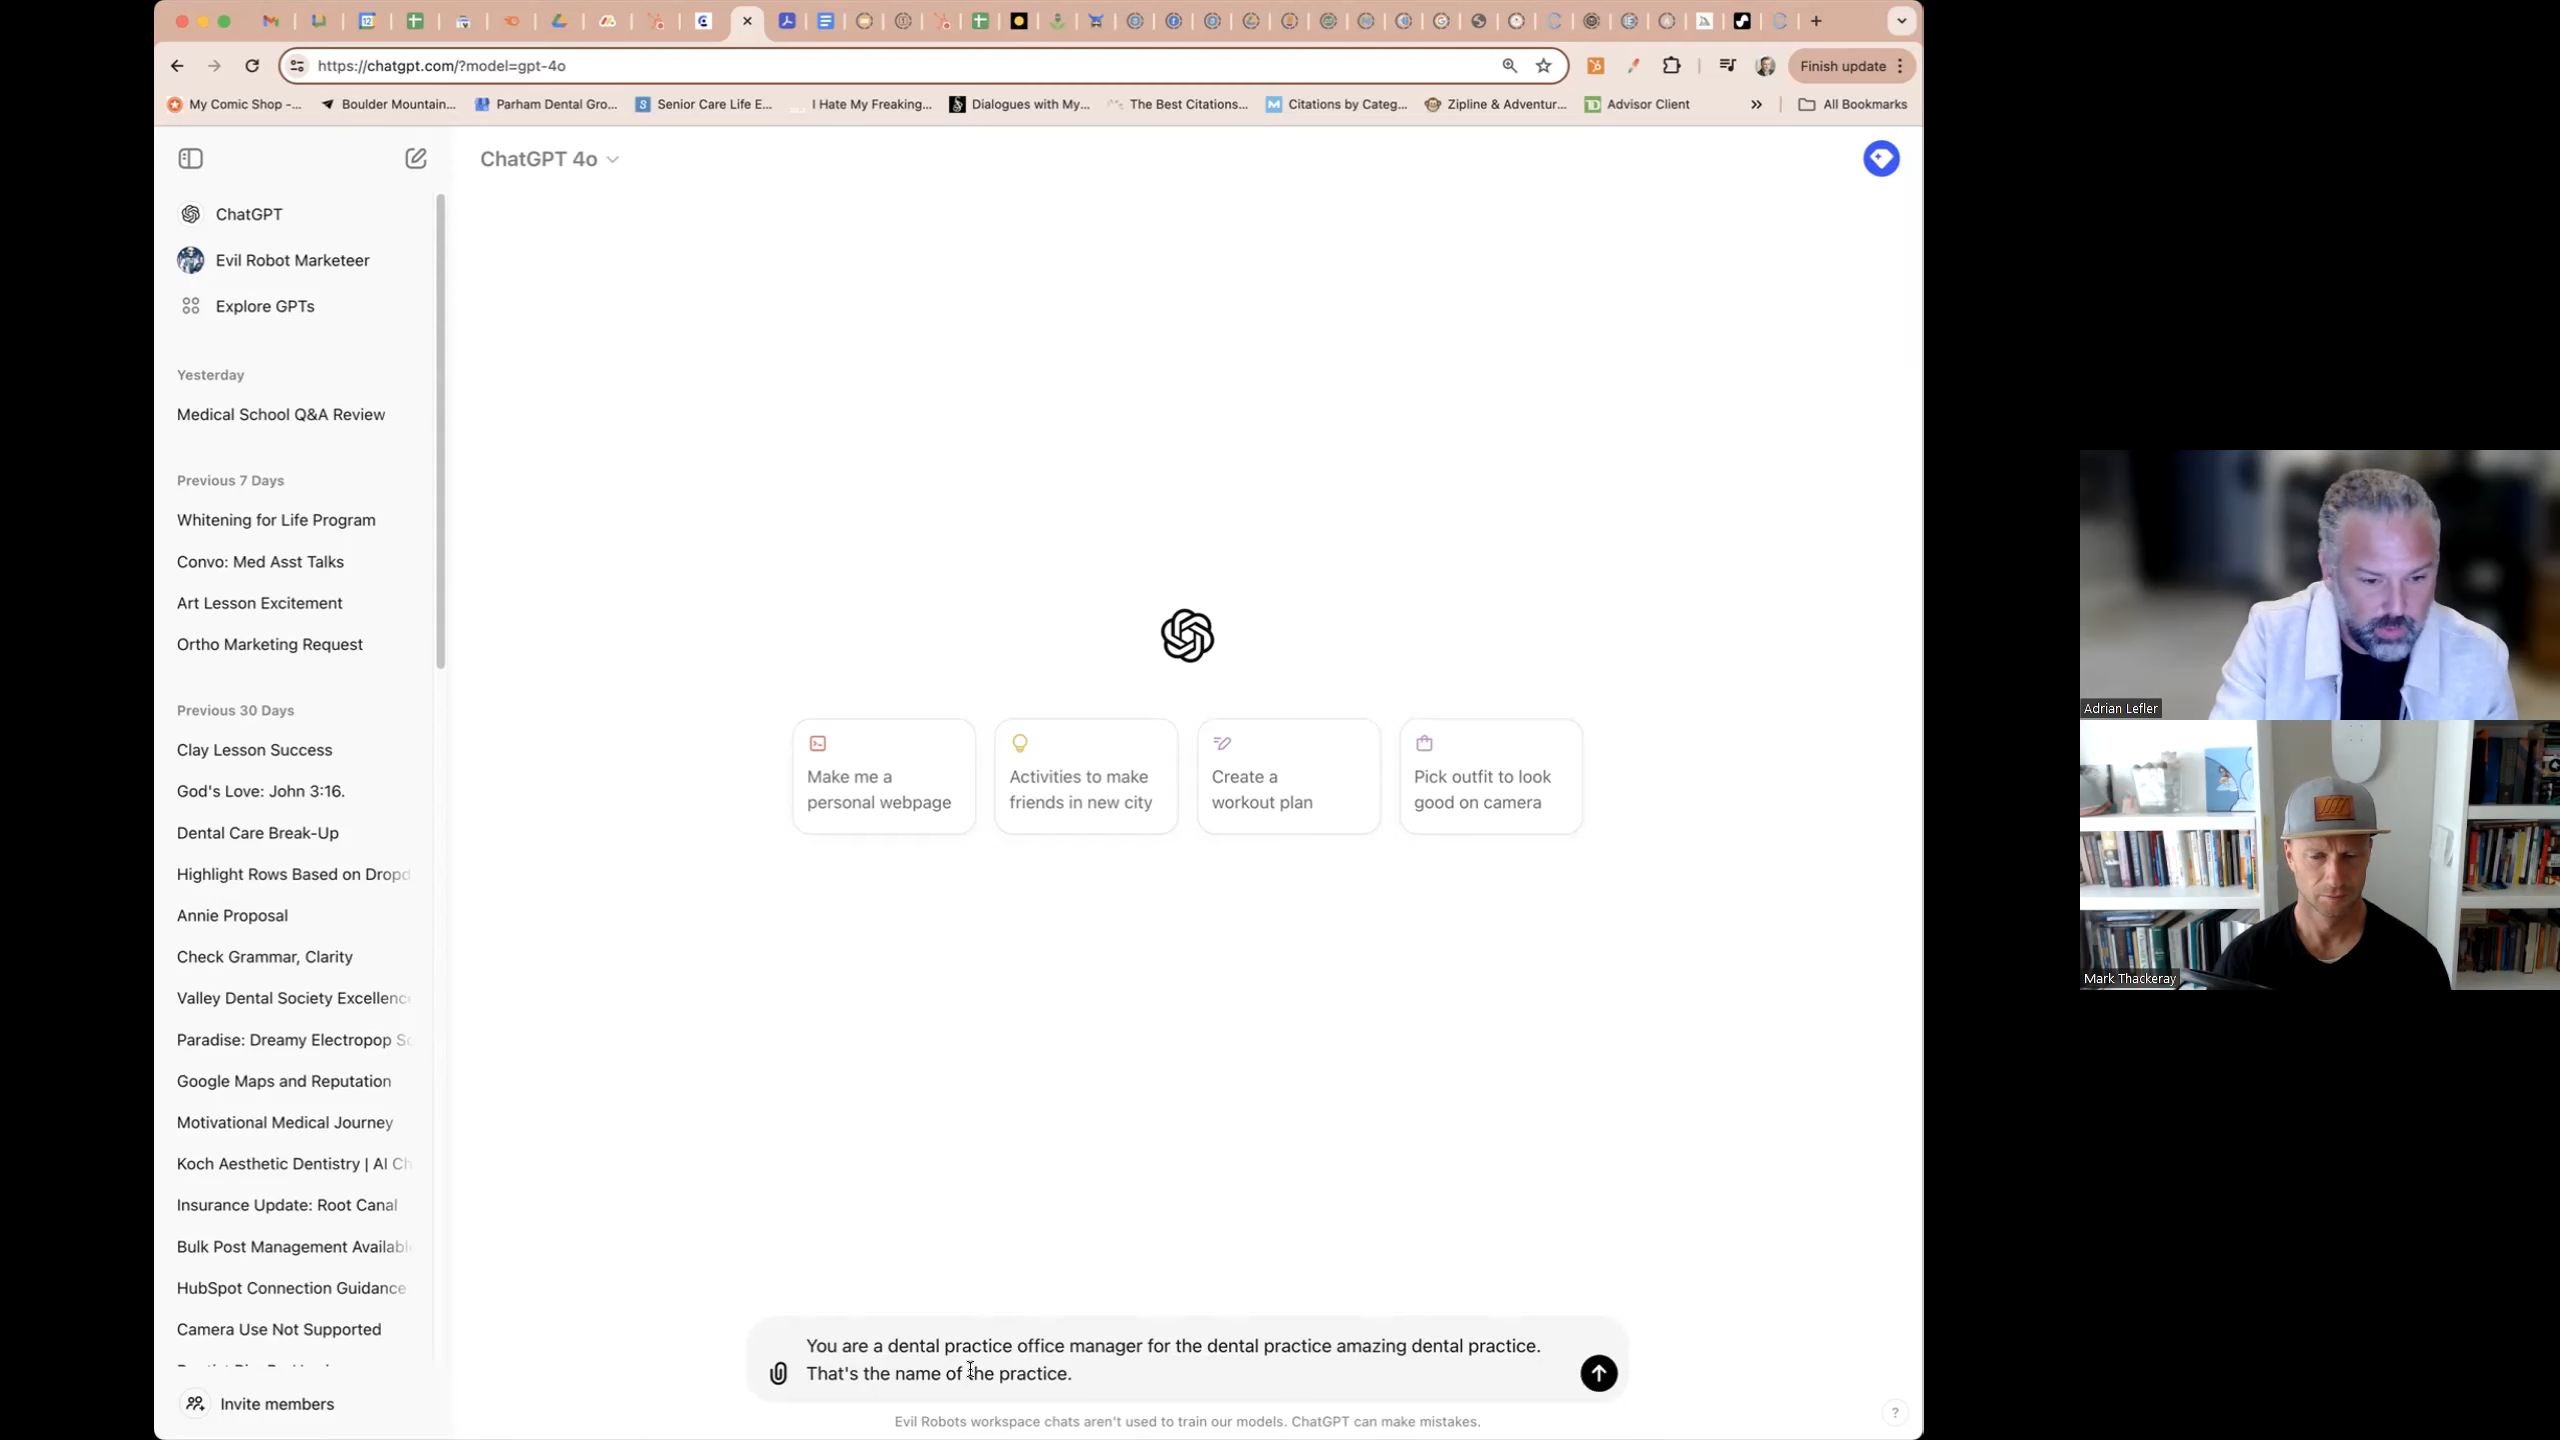 https://chatgpt.com/?model=gpt-4o
Finish update
My Comic Shop -...
Boulder Mountain...
Parham Dental Gro...
Senior Care Life E...
I Hate My Freaking...
Dialogues with My...
The Best Citations...
Citations by Categ...
Zipline & Adventur...
Advisor Client
All Bookmarks
ChatGPT 4o
ChatGPT
Evil Robot Marketeer
Explore GPTs
Yesterday
Medical School Q&A Review
Previous 7 Days
Whitening for Life Program
Convo: Med Asst Talks
Art Lesson Excitement
Ortho Marketing Request
Previous 30 Days
Clay Lesson Success
God's Love: John 3:16.
Dental Care Break-Up
Highlight Rows Based on Dropd
Annie Proposal
Check Grammar, Clarity
Valley Dental Society Excellence
Paradise: Dreamy Electropop So
Google Maps and Reputation
Motivational Medical Journey
Koch Aesthetic Dentistry | AI Ch
Insurance Update: Root Canal
Bulk Post Management Availabl
HubSpot Connection Guidance
Camera Use Not Supported
Invite members
Make me a
personal webpage
Activities to make
friends in new city
Create a
workout plan
Pick outfit to look
good on camera
You are a dental practice office manager for the dental practice amazing dental practice.
That's the name of the practice.
Evil Robots workspace chats aren't used to train our models. ChatGPT can make mistakes.
?
Adrian Lefler
Mark Thackeray